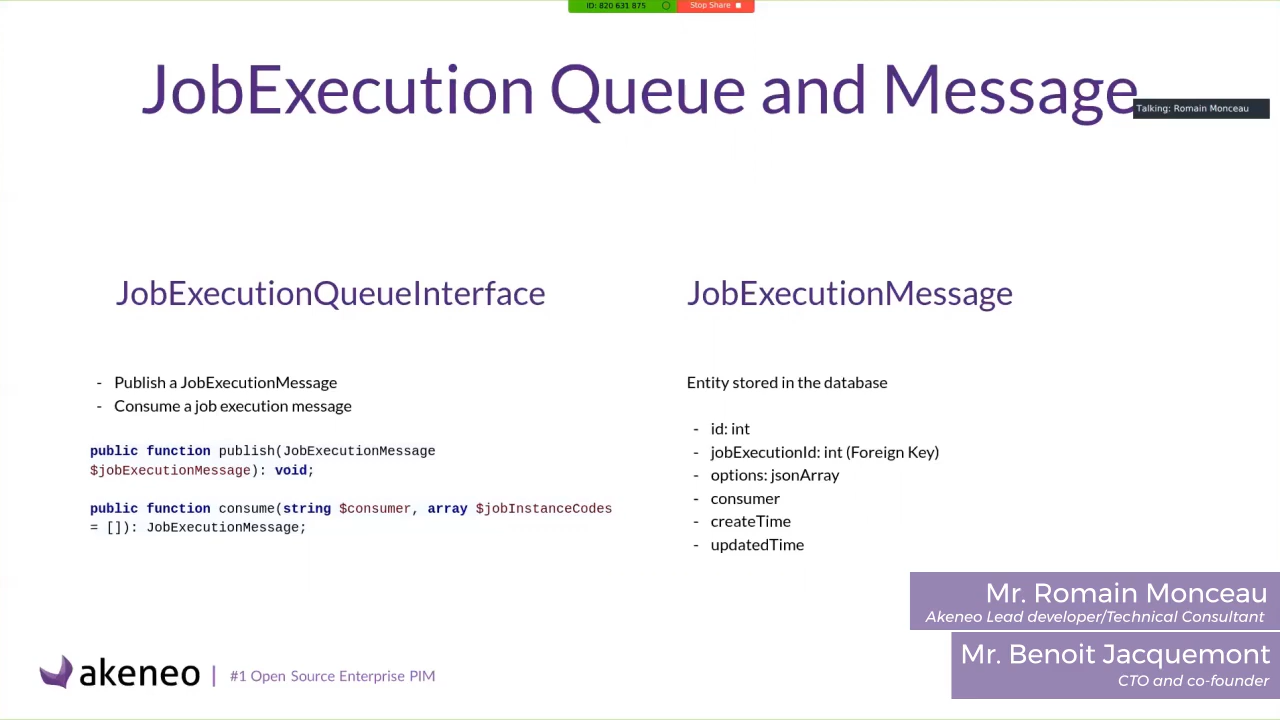 ID: 820 631 875
Stop Share
JobExecution Queue and Message
Talking: Romain Monceau
JobExecutionQueueInterface
- Publish a JobExecutionMessage
- Consume a job execution message
public function publish(JobExecutionMessage
$jobExecutionMessage): void;
public function consume(string $consumer, array $jobInstanceCodes
= []): JobExecutionMessage;
JobExecutionMessage
Entity stored in the database
- id: int
- jobExecutionId: int (Foreign Key)
- options: jsonArray
- consumer
- createTime
- updatedTime
Mr. Romain Monceau
Akeneo Lead developer/Technical Consultant
Mr. Benoit Jacquemont
CTO and co-founder
akeneo | #1 Open Source Enterprise PIM